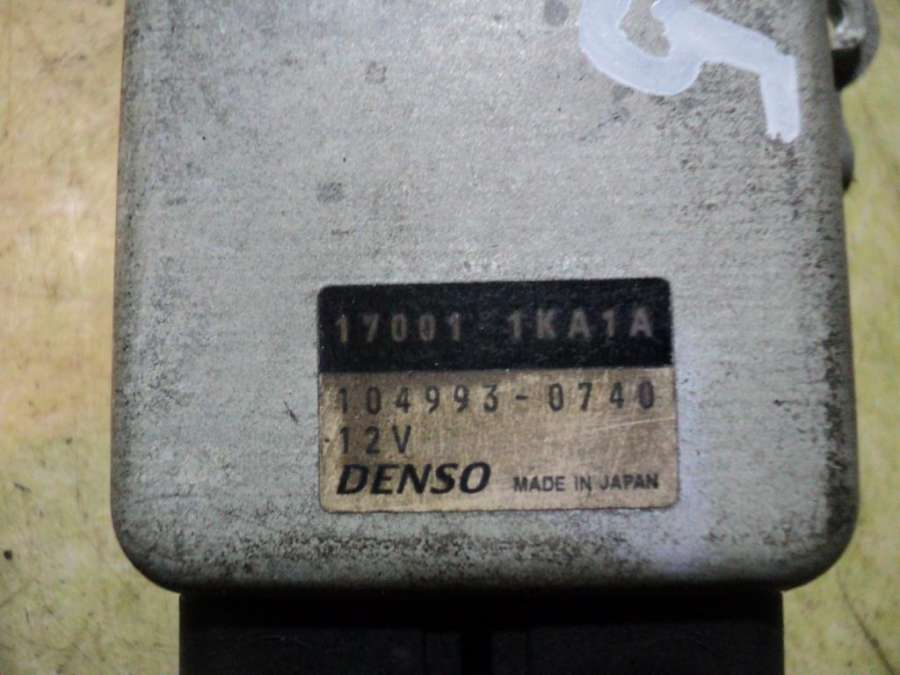 17001 1KA1A
104993-0740
12V
DENSO MADE IN JAPAN